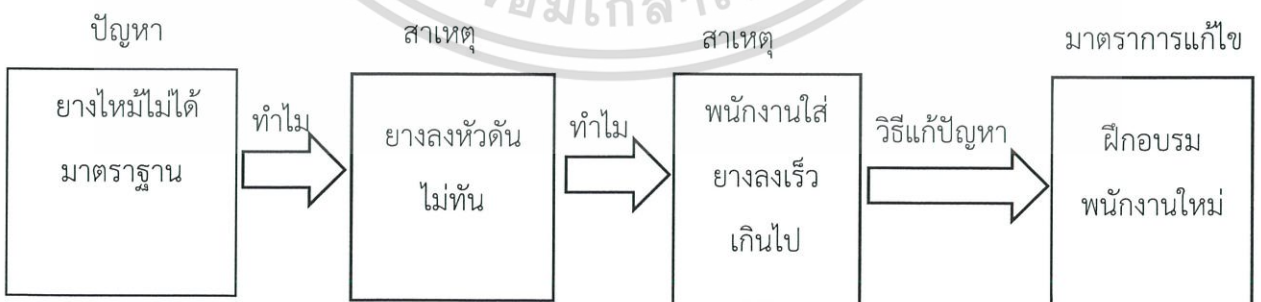 ปัญหา
สาเหตุ
สาเหตุ
มาตราการแก้ไข
ยางไหม้ไม่ได้
มาตราฐาน
ทำไม
ยางลงหัวดัน
ไม่ทัน
ทำไม
พนักงานใส่
ยางลงเร็ว
เกินไป
วิธีแก้ปัญหา
ฝึกอบรม
พนักงานใหม่